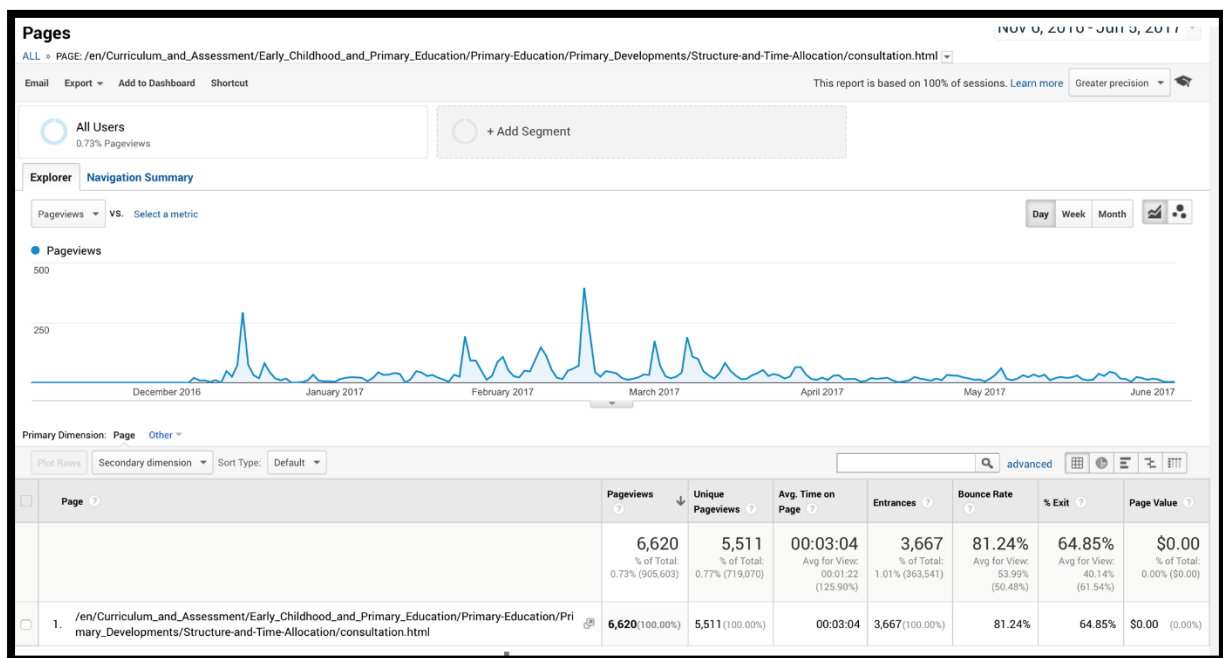 Pages
Nov 6, 2016 - Jun 5, 2017
ALL » PAGE: /en/Curriculum_and_Assessment/Early_Childhood_and_Primary_Education/Primary-Education/Primary_Developments/Structure-and-Time-Allocation/consultation.html
Email Export Add to Dashboard Shortcut This report is based on 100% of sessions. Learn more Greater precision
All Users
0.73% Pageviews
+ Add Segment
Explorer Navigation Summary
Pageviews VS. Select a metric Day Week Month
Pageviews
500
250
December 2016 January 2017 February 2017 March 2017 April 2017 May 2017 June 2017
Primary Dimension: Page Other
Plot Rows Secondary dimension Sort Type: Default advanced
Page ? Pageviews ? Unique Pageviews ? Avg. Time on Page ? Entrances ? Bounce Rate ? % Exit ? Page Value ?
6,620 5,511 00:03:04 3,667 81.24% 64.85% $0.00
% of Total: % of Total: Avg for View: % of Total: Avg for View: Avg for View: % of Total:
0.73% (905,603) 0.77% (719,070) 00:01:22 1.01% (363,541) 53.99% 40.14% 0.00% ($0.00)
(125.90%) (50.48%) (61.54%)
1. /en/Curriculum_and_Assessment/Early_Childhood_and_Primary_Education/Primary-Education/Pri
mary_Developments/Structure-and-Time-Allocation/consultation.html
6,620 (100.00%) 5,511 (100.00%) 00:03:04 3,667 (100.00%) 81.24% 64.85% $0.00 (0.00%)